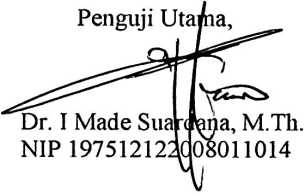 Penguji Utama,
Dr. I Made Suardana, M.Th.
NIP 197512122008011014